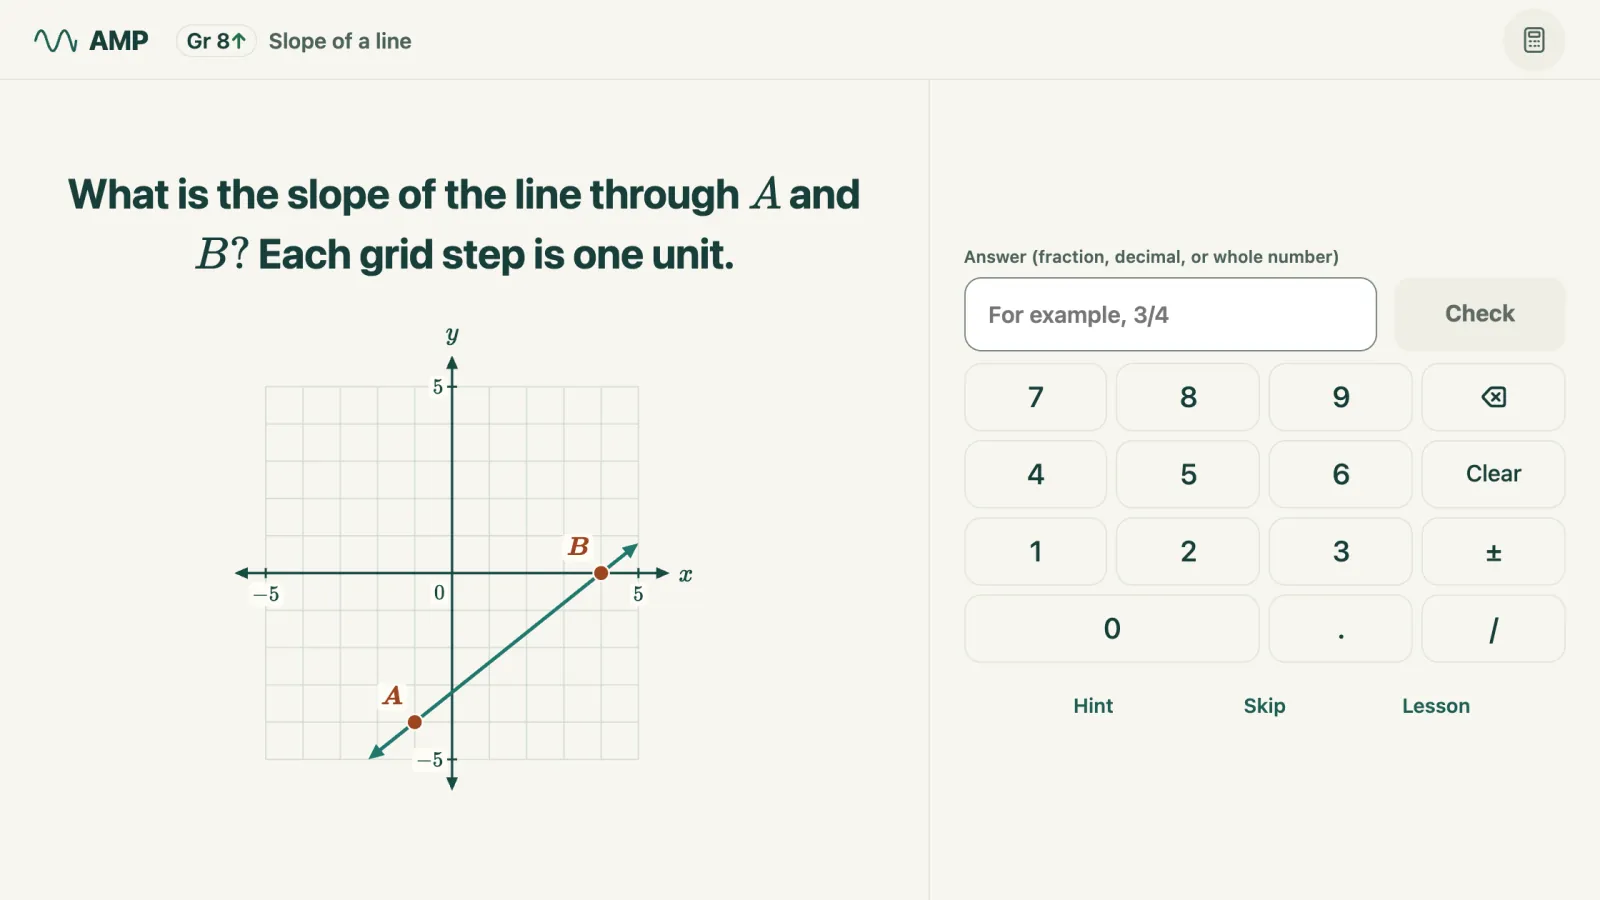 AMP
Gr 8↑
Slope of a line
What is the slope of the line through A and
B? Each grid step is one unit.
y
5
B
x
−5
0
5
A
−5
Answer (fraction, decimal, or whole number)
For example, 3/4
Check
7
8
9
4
5
6
Clear
1
2
3
±
0
.
/
Hint
Skip
Lesson